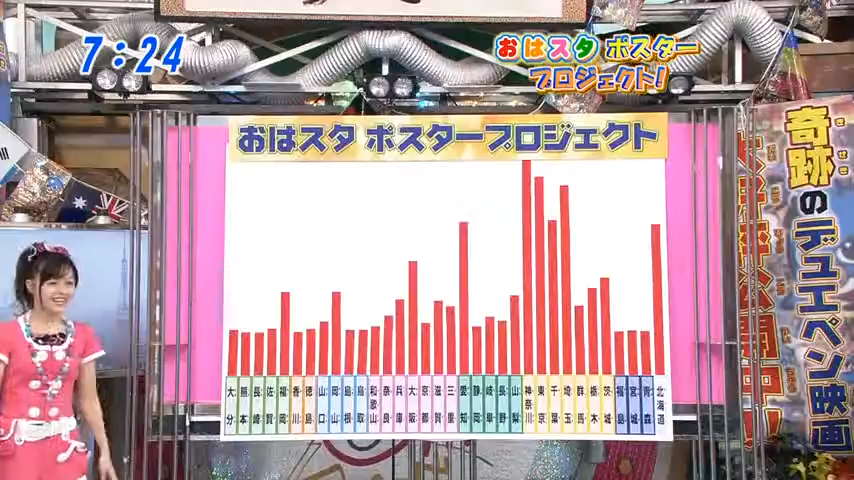 7:24
おはスタ ポスター
プロジェクト!
おはスタ ポスタープロジェクト
大分 熊本 長崎 佐賀 福岡 香川 徳島 山口 岡山 島根 鳥取 和歌山 奈良 兵庫 大阪 京都 滋賀 三重 愛知 静岡 岐阜 長野 山梨 神奈川 東京 千葉 埼玉 群馬 栃木 茨城 福島 宮城 青森 北海道
奇跡のデュエペン映画